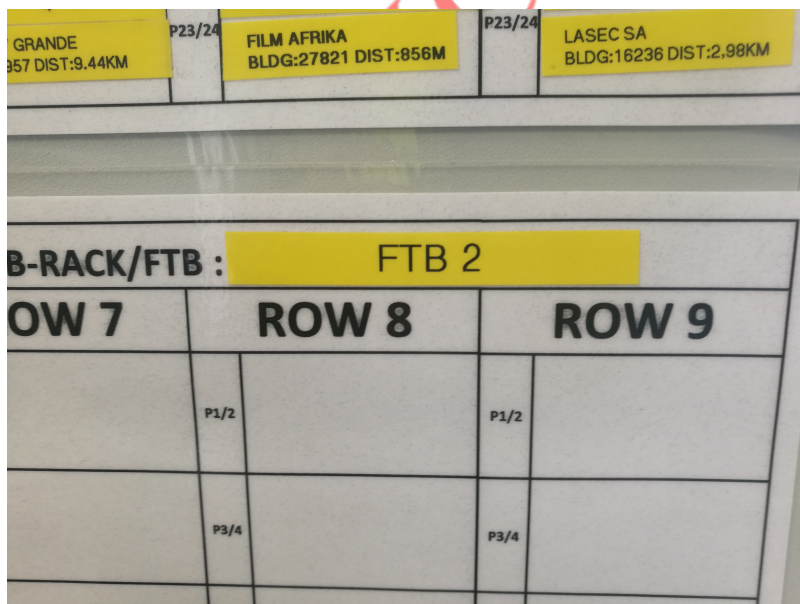 GRANDE
957 DIST:9.44KM
P23/24
FILM AFRIKA
BLDG:27821 DIST:856M
P23/24
LASEC SA
BLDG:16236 DIST:2,98KM
B-RACK/FTB : FTB 2
OW 7 ROW 8 ROW 9
P1/2 P1/2
P3/4 P3/4